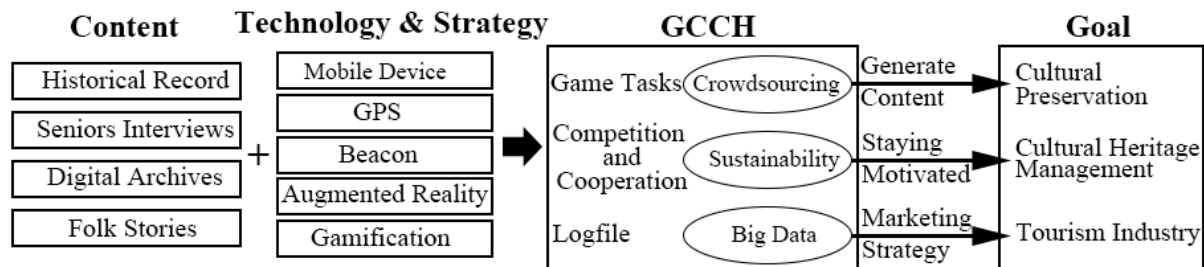 Content
Historical Record
Seniors Interviews
Digital Archives
Folk Stories
+
Technology & Strategy
Mobile Device
GPS
Beacon
Augmented Reality
Gamification
GCCH
Game Tasks
Crowdsourcing
Competition
and
Cooperation
Sustainability
Logfile
Big Data
Generate
Content
Staying
Motivated
Marketing
Strategy
Goal
Cultural
Preservation
Cultural Heritage
Management
Tourism Industry